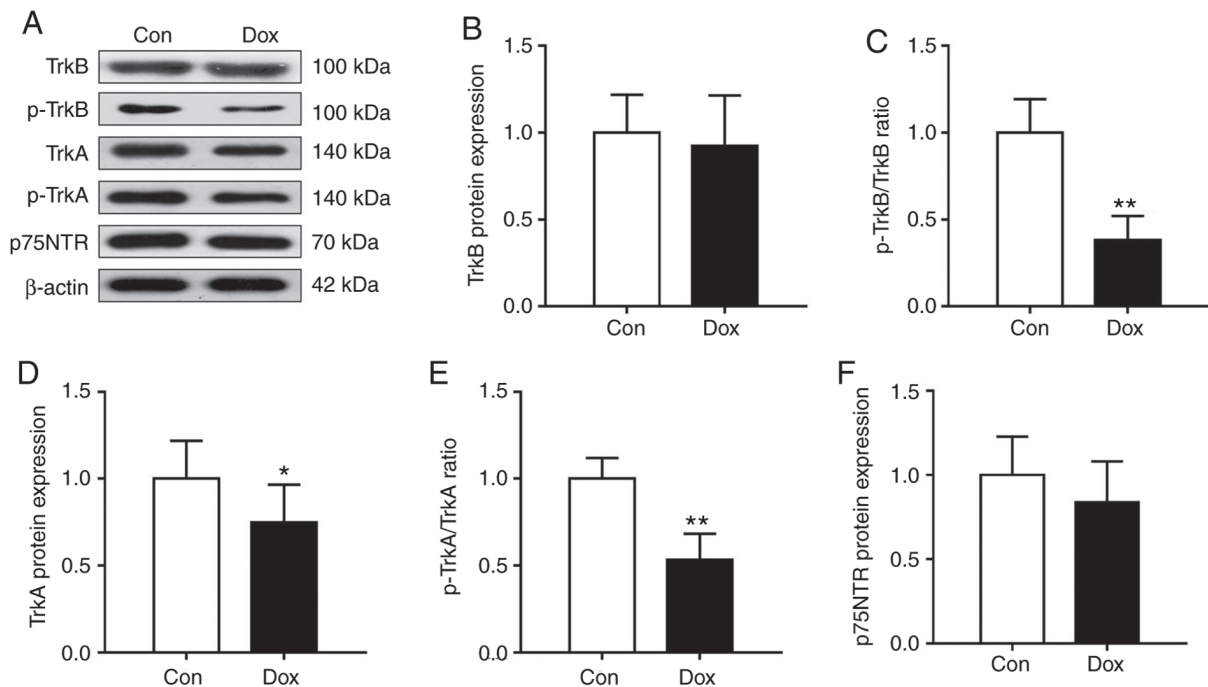 A
Con Dox
TrkB 100 kDa
p-TrkB 100 kDa
TrkA 140 kDa
p-TrkA 140 kDa
p75NTR 70 kDa
β-actin 42 kDa
B
TrkB protein expression
1.5
1.0
0.5
0.0
Con Dox
C
p-TrkB/TrkB ratio
1.5
1.0
0.5
0.0
**
Con Dox
D
TrkA protein expression
1.5
1.0
0.5
0.0
*
Con Dox
E
p-TrkA/TrkA ratio
1.5
1.0
0.5
0.0
**
Con Dox
F
p75NTR protein expression
1.5
1.0
0.5
0.0
Con Dox